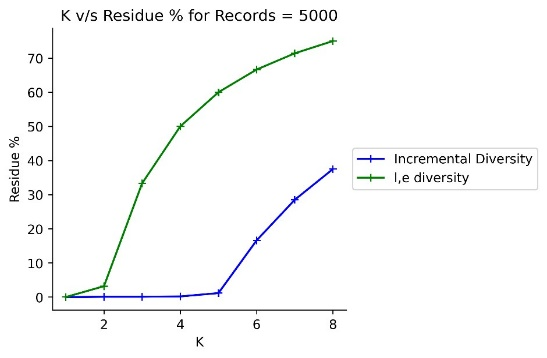 K v/s Residue % for Records = 5000
70
60
50
40
30
20
10
0
Residue %
2 4 6 8
K
Incremental Diversity
l,e diversity